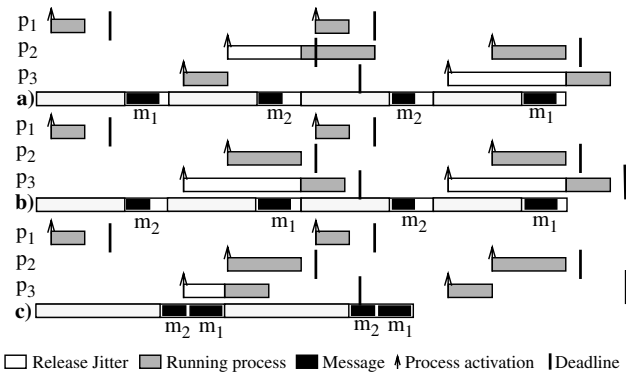 p1
p2
p3
a)
m1 m2 m2 m1
p1
p2
p3
b)
m2 m1 m2 m1
p1
p2
p3
c)
m2 m1 m2 m1
Release Jitter Running process Message Process activation Deadline